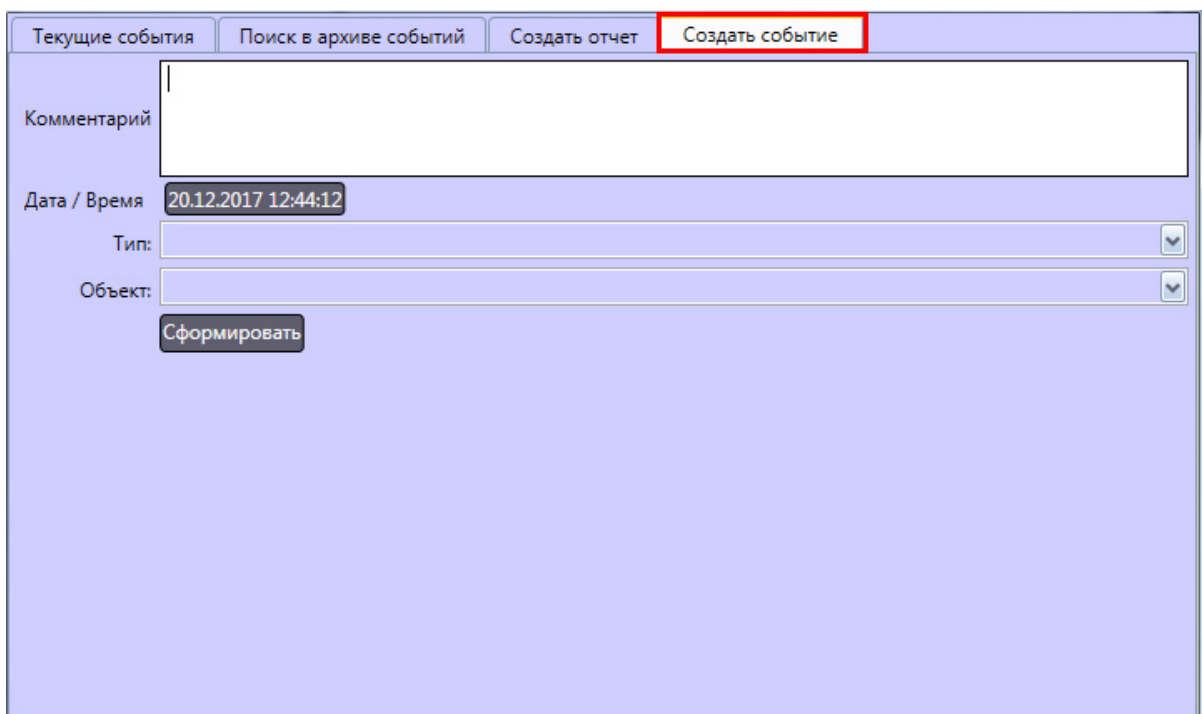 Текущие события Поиск в архиве событий Создать отчет Создать событие
Комментарий
Дата / Время 20.12.2017 12:44:12
Тип:
Объект:
Сформировать